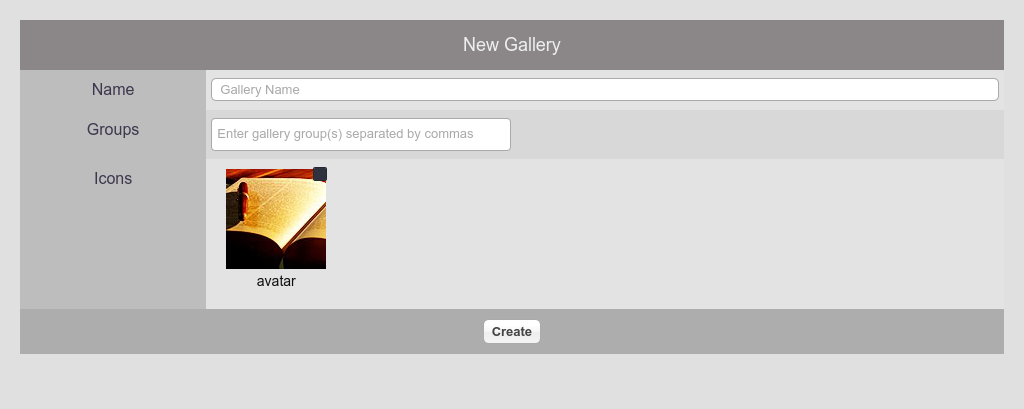 New Gallery
Name
Gallery Name
Groups
Enter gallery group(s) separated by commas
Icons
avatar
Create